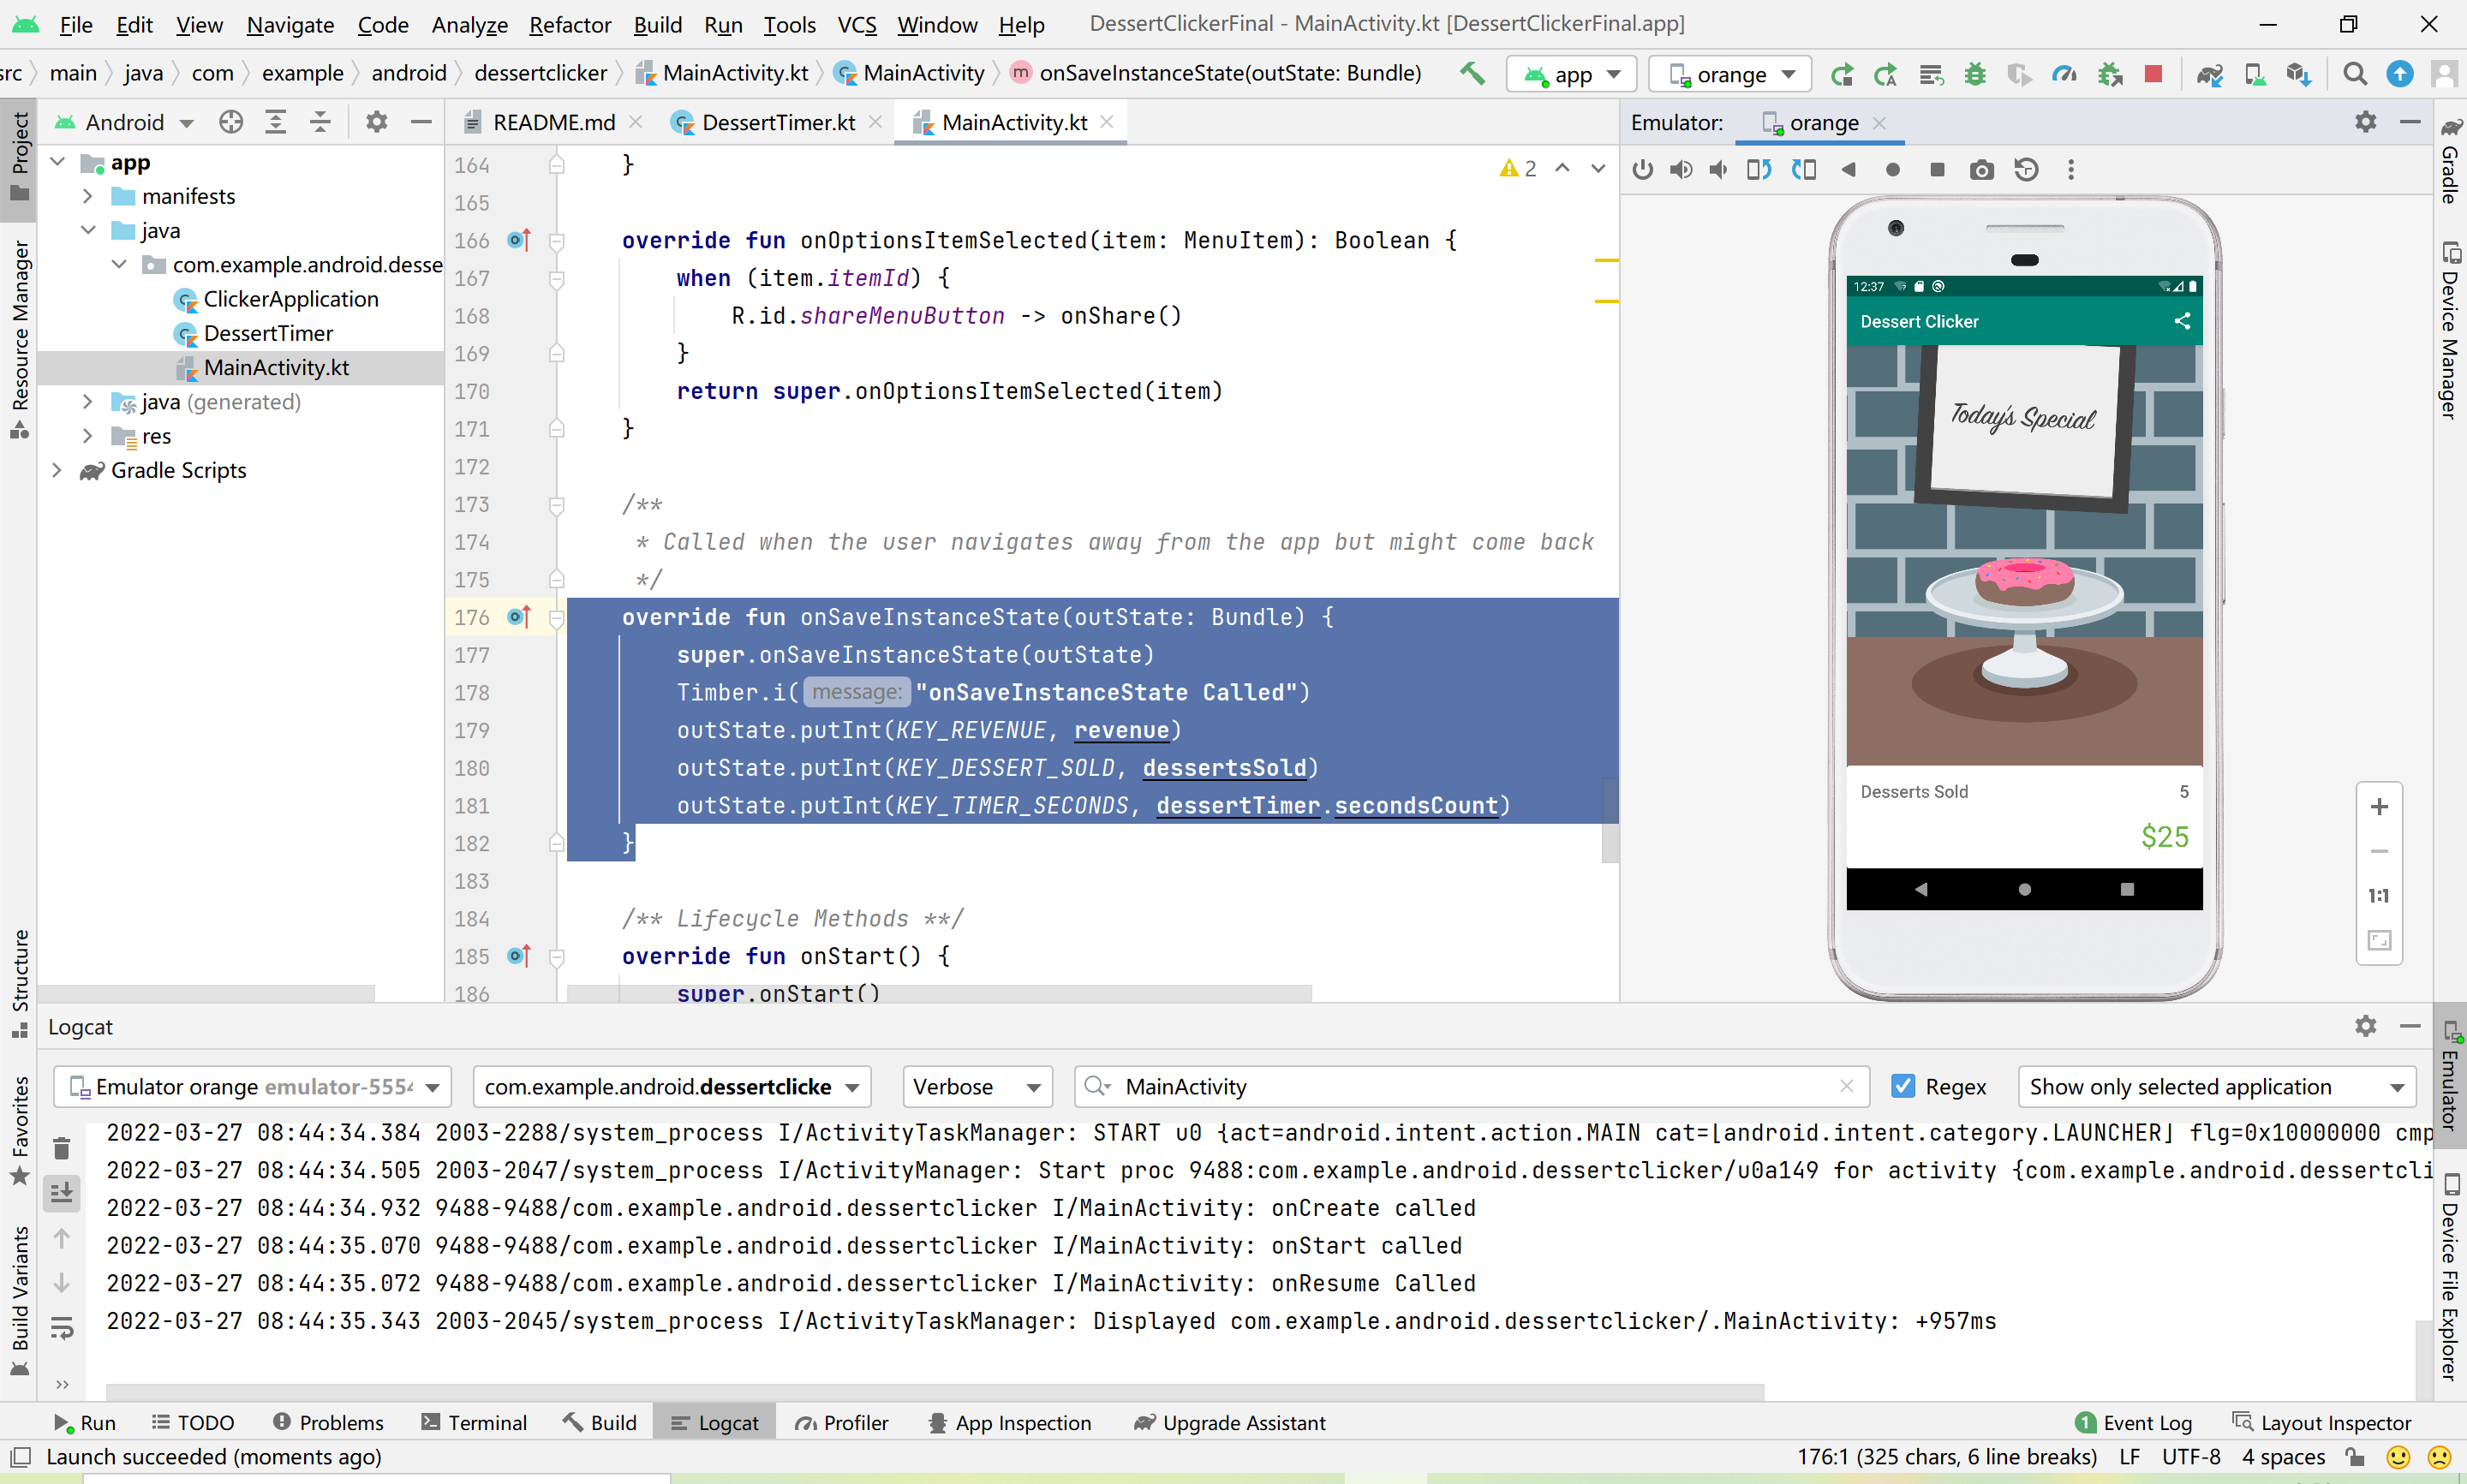 File Edit View Navigate Code Analyze Refactor Build Run Tools VCS Window Help DessertClickerFinal - MainActivity.kt [DessertClickerFinal.app]
src main java com example android dessertclicker MainActivity.kt MainActivity onSaveInstanceState(outState: Bundle) app orange
Android
README.md DessertTimer.kt MainActivity.kt
Emulator: orange
Project
Resource Manager
Structure
Favorites
Build Variants
app
manifests
java
com.example.android.desse
ClickerApplication
DessertTimer
MainActivity.kt
java (generated)
res
Gradle Scripts
2
164 }
165
166 override fun onOptionsItemSelected(item: MenuItem): Boolean {
167 when (item.itemId) {
168 R.id.shareMenuButton -> onShare()
169 }
170 return super.onOptionsItemSelected(item)
171 }
172
173 /**
174 * Called when the user navigates away from the app but might come back
175 */
176 override fun onSaveInstanceState(outState: Bundle) {
177 super.onSaveInstanceState(outState)
178 Timber.i( message: "onSaveInstanceState Called")
179 outState.putInt(KEY_REVENUE, revenue)
180 outState.putInt(KEY_DESSERT_SOLD, dessertsSold)
181 outState.putInt(KEY_TIMER_SECONDS, dessertTimer.secondsCount)
182 }
183
184 /** Lifecycle Methods **/
185 override fun onStart() {
186 super.onStart()
12:37
Dessert Clicker
Today's Special
Desserts Sold 5
$25
1:1
Gradle
Device Manager
Emulator
Device File Explorer
Logcat
Emulator orange emulator-5554 com.example.android.dessertclicke Verbose MainActivity Regex Show only selected application
2022-03-27 08:44:34.384 2003-2288/system_process I/ActivityTaskManager: START u0 {act=android.intent.action.MAIN cat=[android.intent.category.LAUNCHER] flg=0x10000000 cmp
2022-03-27 08:44:34.505 2003-2047/system_process I/ActivityManager: Start proc 9488:com.example.android.dessertclicker/u0a149 for activity {com.example.android.dessertcli
2022-03-27 08:44:34.932 9488-9488/com.example.android.dessertclicker I/MainActivity: onCreate called
2022-03-27 08:44:35.070 9488-9488/com.example.android.dessertclicker I/MainActivity: onStart called
2022-03-27 08:44:35.072 9488-9488/com.example.android.dessertclicker I/MainActivity: onResume Called
2022-03-27 08:44:35.343 2003-2045/system_process I/ActivityTaskManager: Displayed com.example.android.dessertclicker/.MainActivity: +957ms
Run TODO Problems Terminal Build Logcat Profiler App Inspection Upgrade Assistant 1 Event Log Layout Inspector
Launch succeeded (moments ago) 176:1 (325 chars, 6 line breaks) LF UTF-8 4 spaces